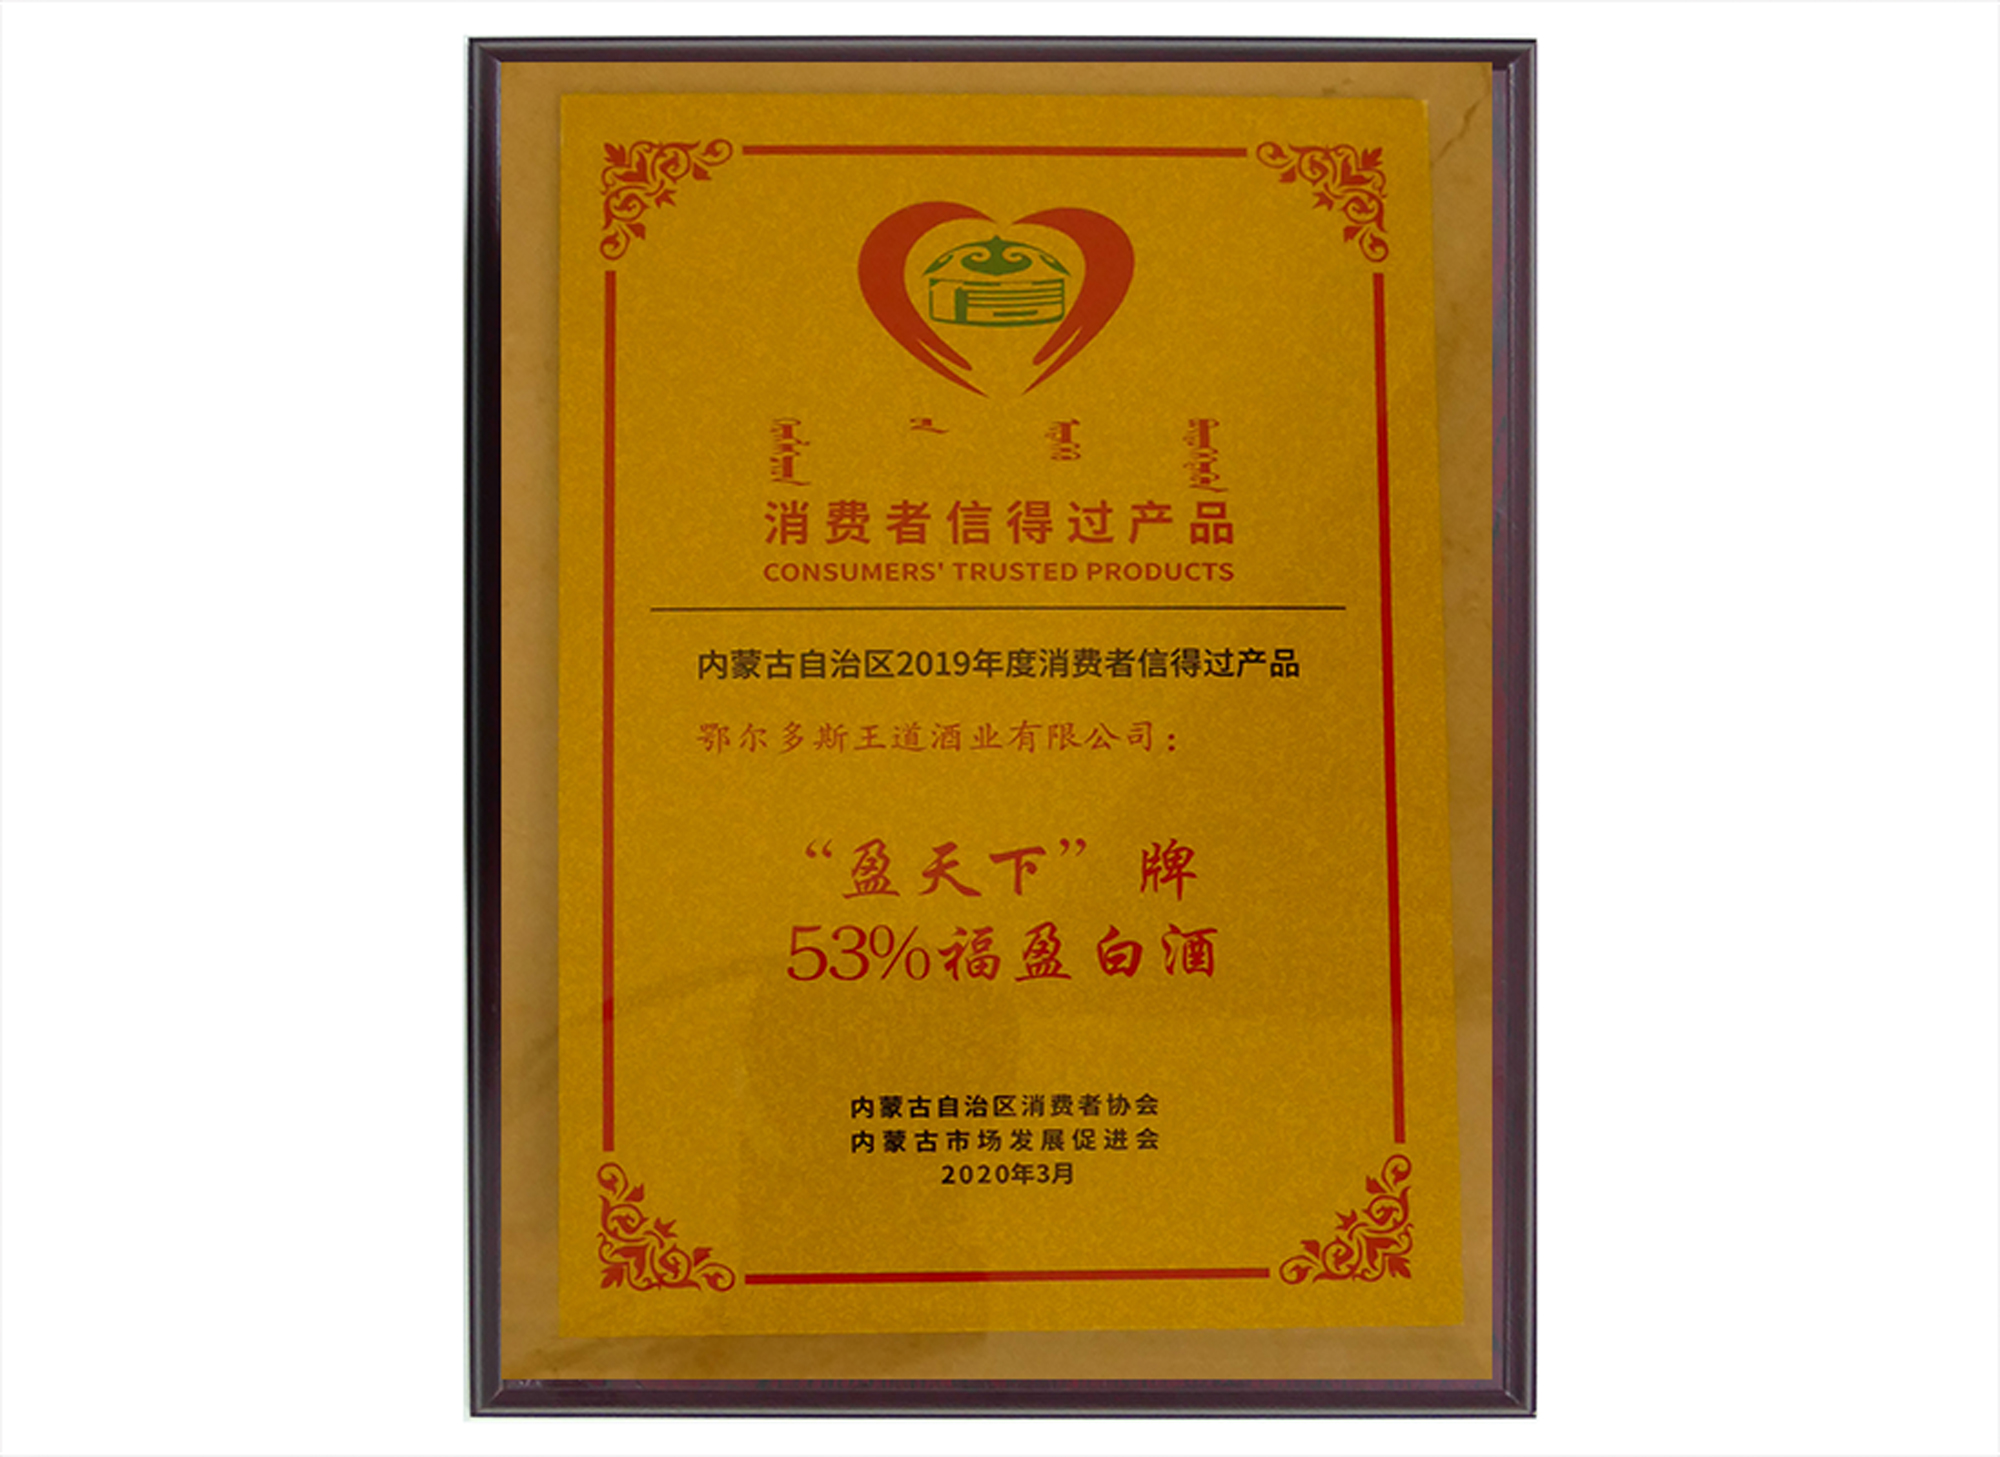 消费者信得过产品
CONSUMERS' TRUSTED PRODUCTS
内蒙古自治区2019年度消费者信得过产品
鄂尔多斯王道酒业有限公司：
“盈天下”牌
53%福盈白酒
内蒙古自治区消费者协会
内蒙古市场发展促进会
2020年3月